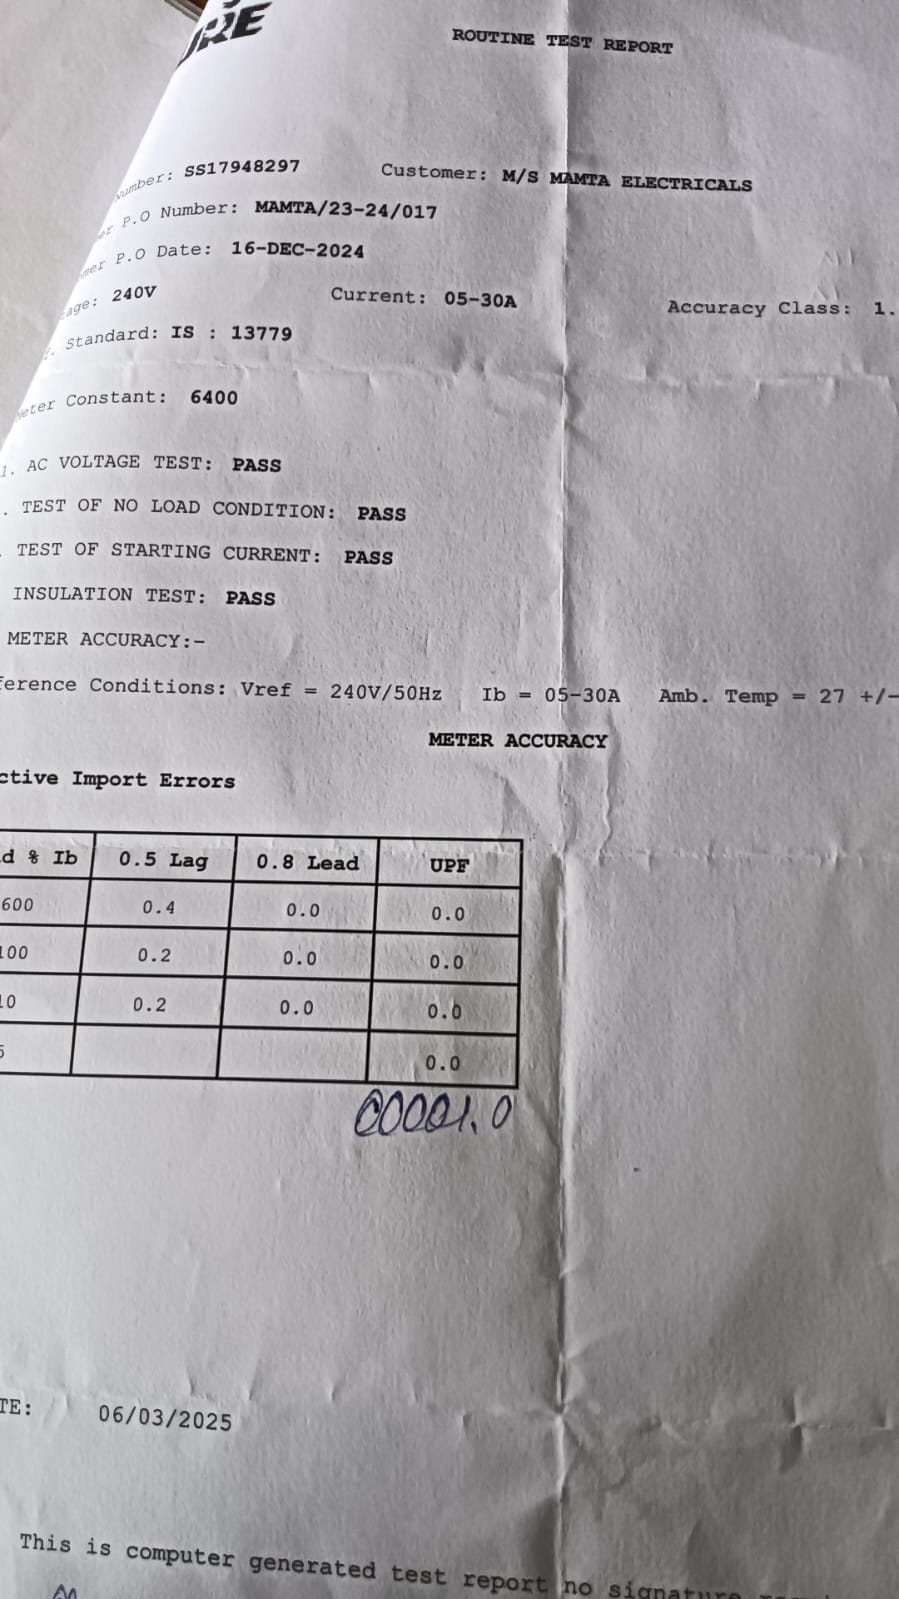 ROUTINE TEST REPORT
Number: SS17948297 Customer: M/S MAMTA ELECTRICALS
er P.O Number: MAMTA/23-24/017
mer P.O Date: 16-DEC-2024
age: 240V Current: 05-30A Accuracy Class: 1.
. Standard: IS : 13779
Meter Constant: 6400
1. AC VOLTAGE TEST: PASS
. TEST OF NO LOAD CONDITION: PASS
. TEST OF STARTING CURRENT: PASS
INSULATION TEST: PASS
METER ACCURACY:-
ference Conditions: Vref = 240V/50Hz Ib = 05-30A Amb. Temp = 27 +/-
METER ACCURACY
ctive Import Errors
d % Ib 0.5 Lag 0.8 Lead UPF
600 0.4 0.0 0.0
100 0.2 0.0 0.0
10 0.2 0.0 0.0
5 0.0
00001.0
TE: 06/03/2025
This is computer generated test report no signature